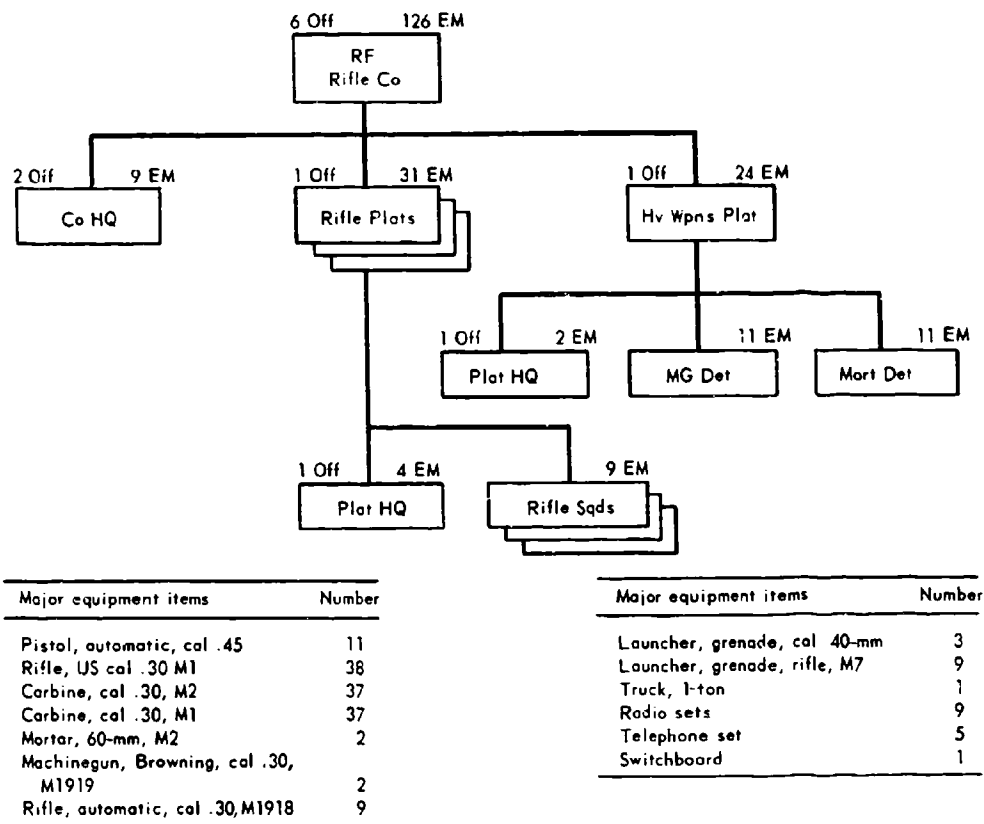 6 Off 126 EM
RF
Rifle Co
2 Off 9 EM
Co HQ
1 Off 31 EM
Rifle Plats
1 Off 24 EM
Hv Wpns Plat
1 Off 2 EM
Plat HQ
11 EM
MG Det
11 EM
Mort Det
1 Off 4 EM
Plat HQ
9 EM
Rifle Sqds
Major equipment items Number
Pistol, automatic, cal .45 11
Rifle, US cal .30 M1 38
Carbine, cal .30, M2 37
Carbine, cal .30, M1 37
Mortar, 60-mm, M2 2
Machinegun, Browning, cal .30,
M1919 2
Rifle, automatic, cal .30, M1918 9
Major equipment items Number
Launcher, grenade, cal 40-mm 3
Launcher, grenade, rifle, M7 9
Truck, 1-ton 1
Radio sets 9
Telephone set 5
Switchboard 1